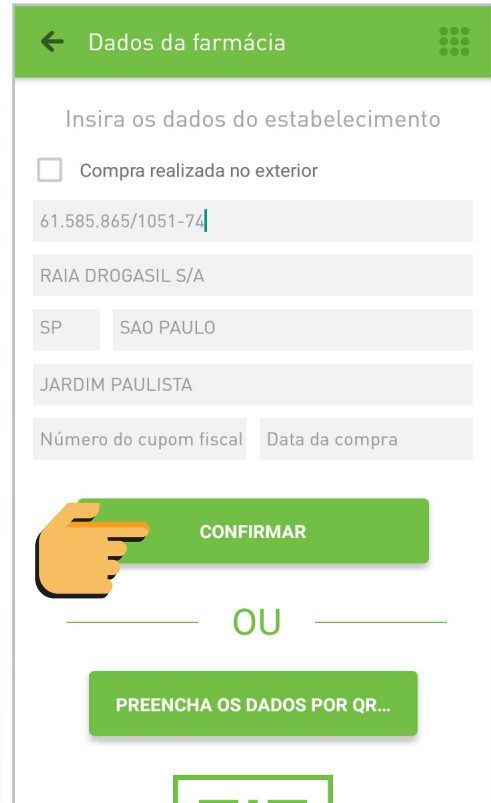 Dados da farmácia
Insira os dados do estabelecimento
Compra realizada no exterior
61.585.865/1051-74
RAIA DROGASIL S/A
SP SAO PAULO
JARDIM PAULISTA
Número do cupom fiscal Data da compra
CONFIRMAR
OU
PREENCHA OS DADOS POR QR...